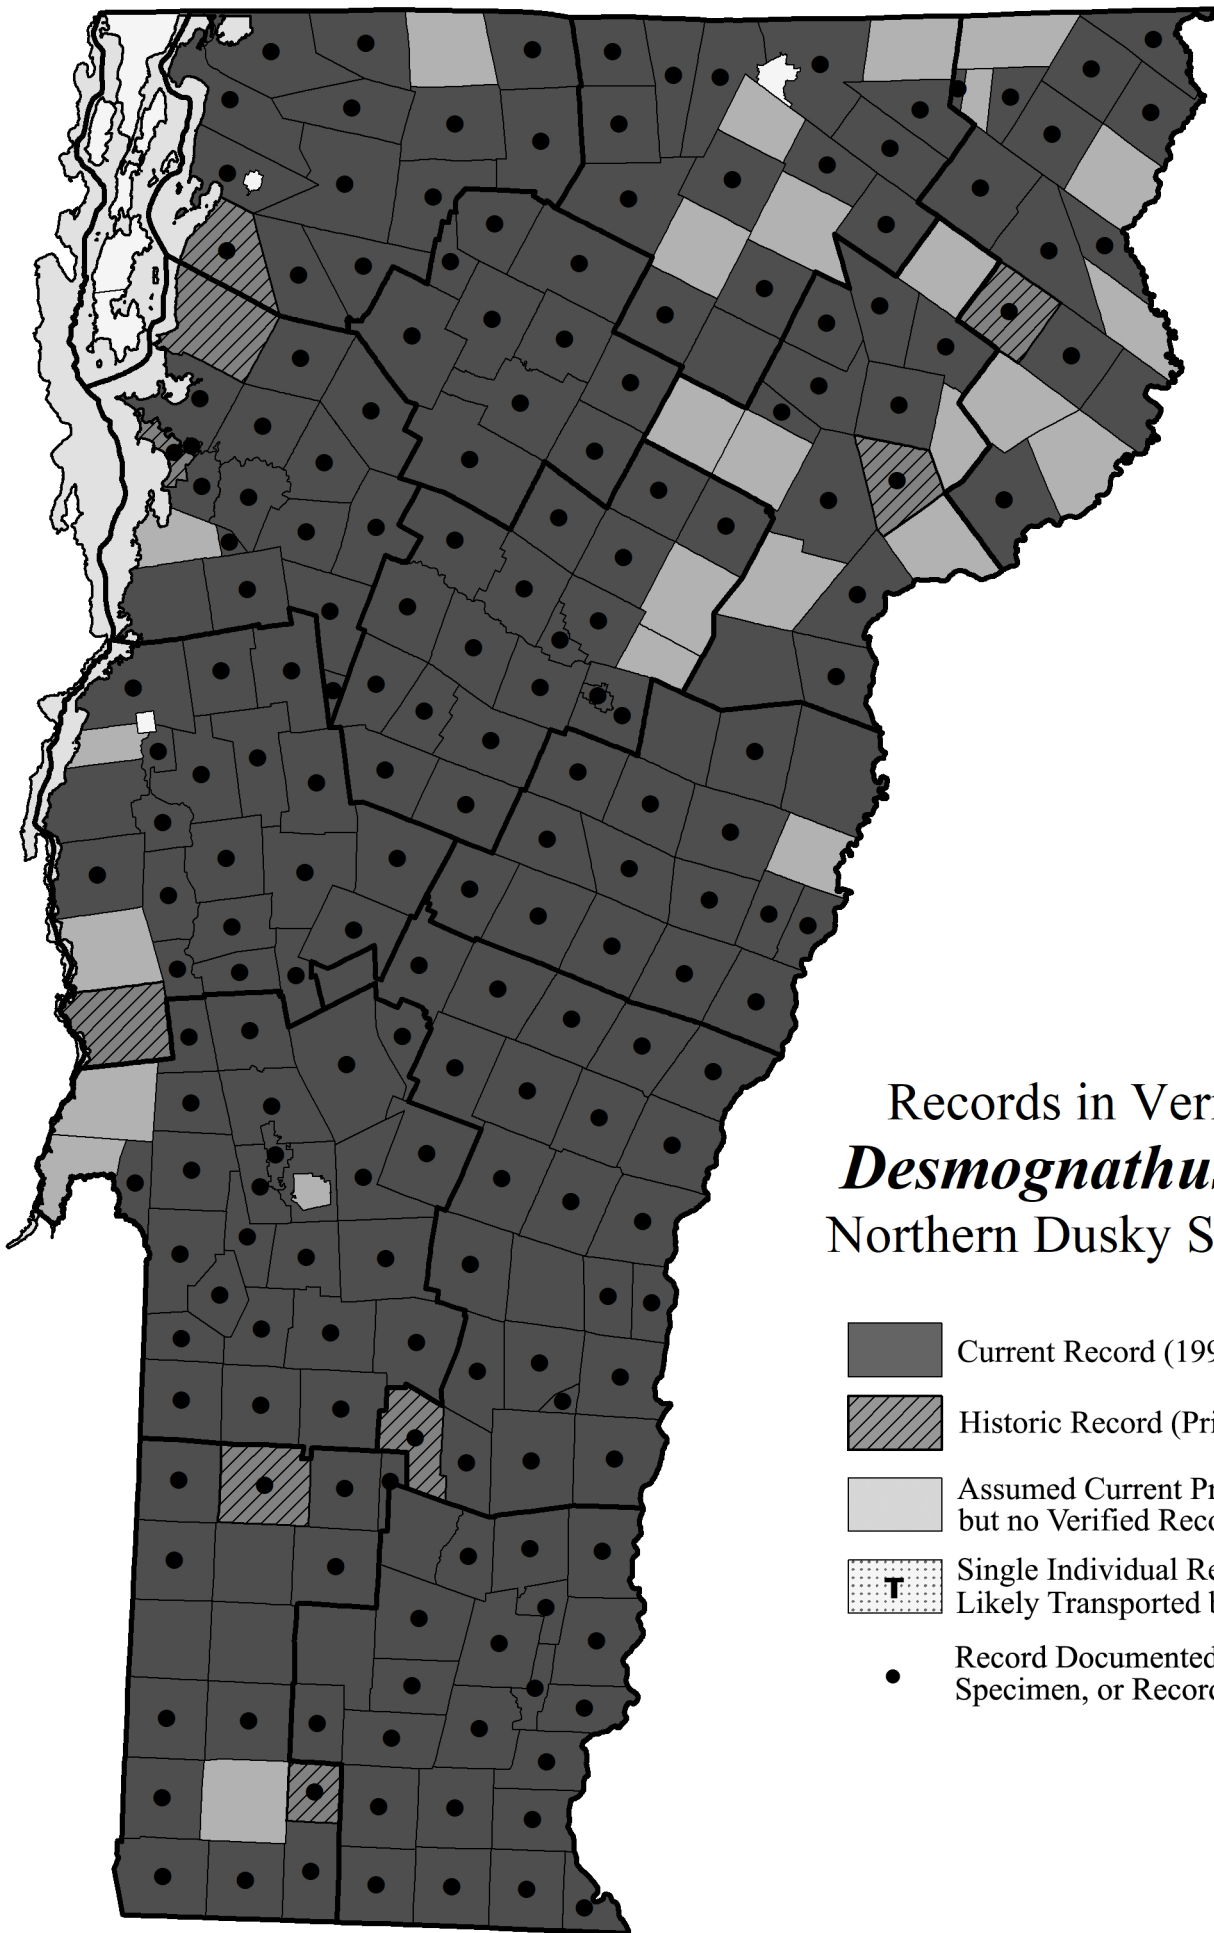 Records in Ver
Desmognathus
Northern Dusky S
Current Record (199
Historic Record (Pri
Assumed Current Pr
but no Verified Reco
Single Individual Re
Likely Transported b
T
Record Documented
Specimen, or Record